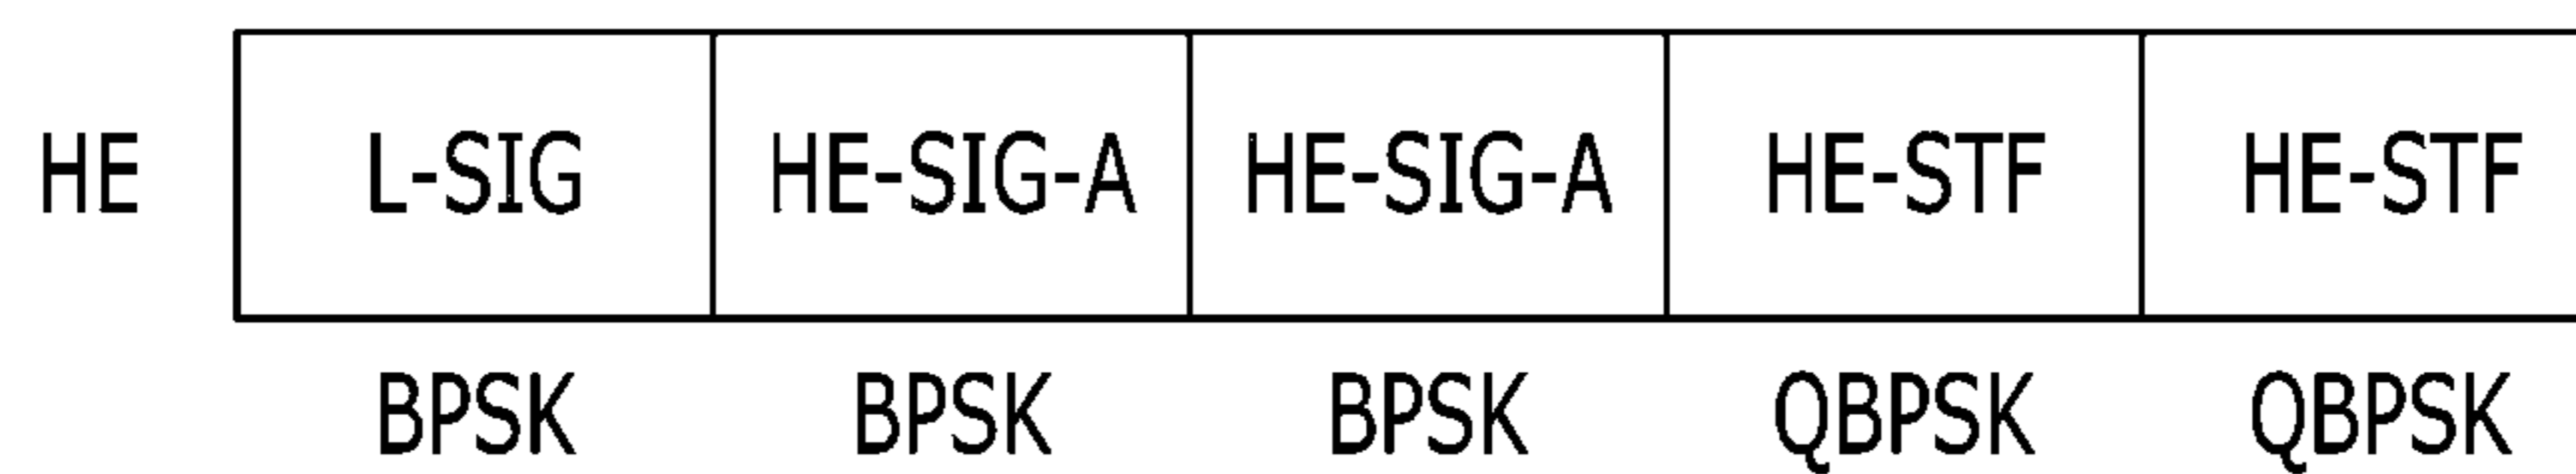 HE L-SIG HE-SIG-A HE-SIG-A HE-STF HE-STF
BPSK BPSK BPSK QBPSK QBPSK